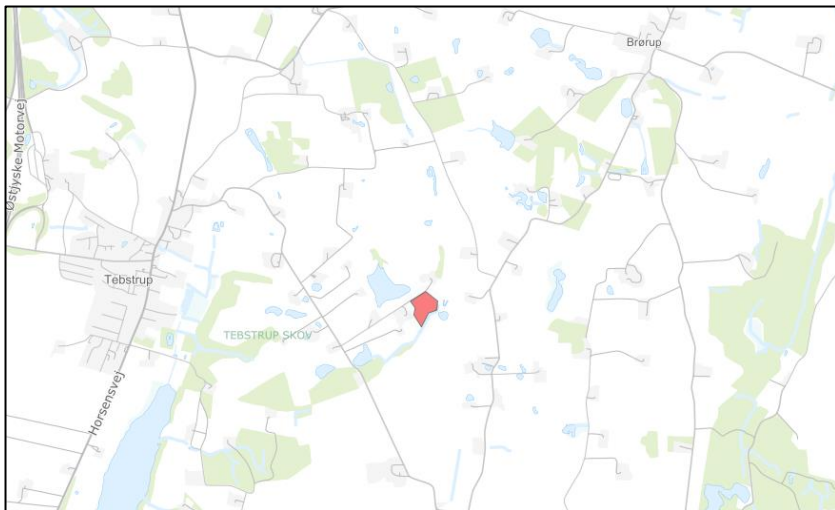 Brørup
Østjyske Motorvej
Tebstrup
TEBSTRUP SKOV
Horsensvej